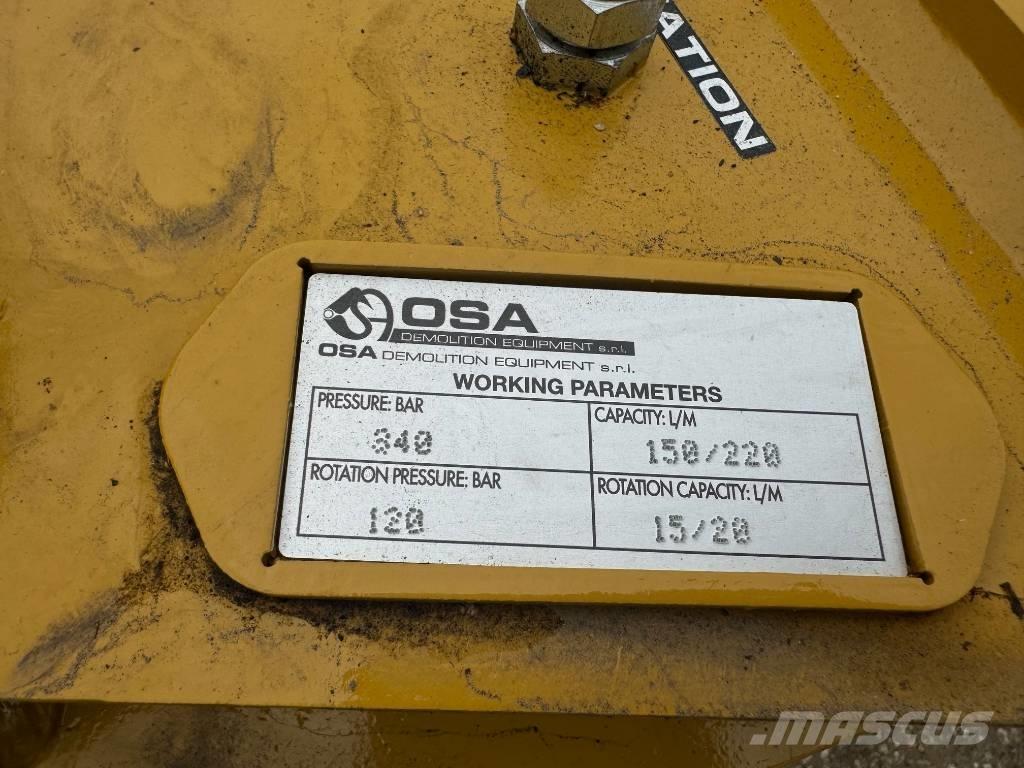 ATION
OSA
DEMOLITION EQUIPMENT s.r.l.
OSA DEMOLITION EQUIPMENT s.r.l.
WORKING PARAMETERS
PRESSURE: BAR
340
CAPACITY: L/M
150/220
ROTATION PRESSURE: BAR
120
ROTATION CAPACITY: L/M
15/20
MASCUS